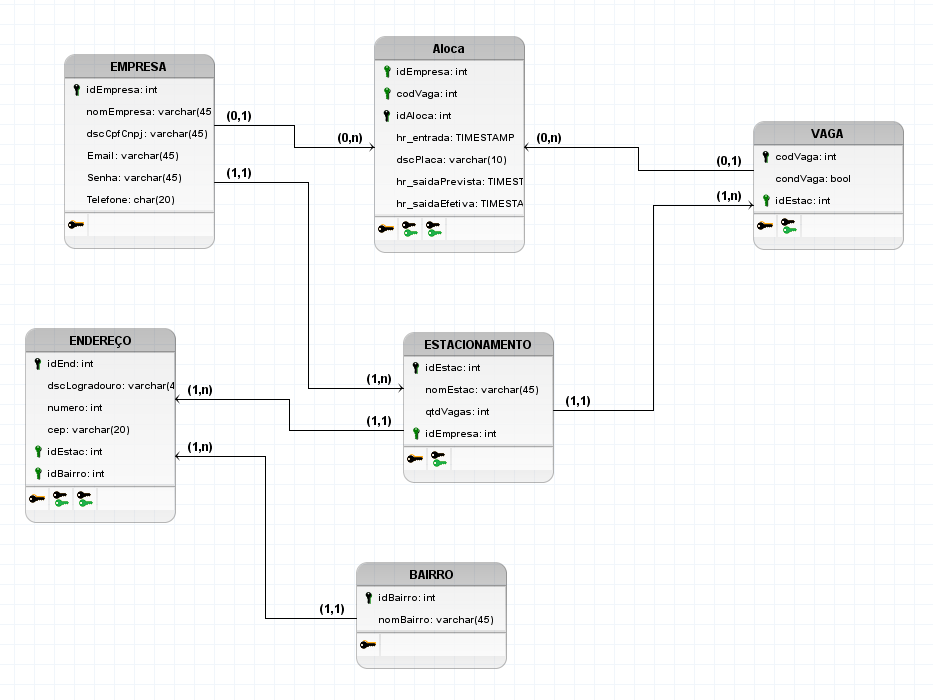 EMPRESA
idEmpresa: int
nomEmpresa: varchar(45
dscCpfCnpj: varchar(45)
Email: varchar(45)
Senha: varchar(45)
Telefone: char(20)
(0,1)
(1,1)
Aloca
idEmpresa: int
codVaga: int
idAloca: int
hr_entrada: TIMESTAMP
dscPlaca: varchar(10)
hr_saidaPrevista: TIMEST
hr_saidaEfetiva: TIMESTA
(0,n)
(0,n)
VAGA
codVaga: int
condVaga: bool
idEstac: int
(0,1)
(1,n)
ENDEREÇO
idEnd: int
dscLogradouro: varchar(4
numero: int
cep: varchar(20)
idEstac: int
idBairro: int
(1,n)
(1,n)
ESTACIONAMENTO
idEstac: int
nomEstac: varchar(45)
qtdVagas: int
idEmpresa: int
(1,n)
(1,1)
(1,1)
BAIRRO
idBairro: int
nomBairro: varchar(45)
(1,1)